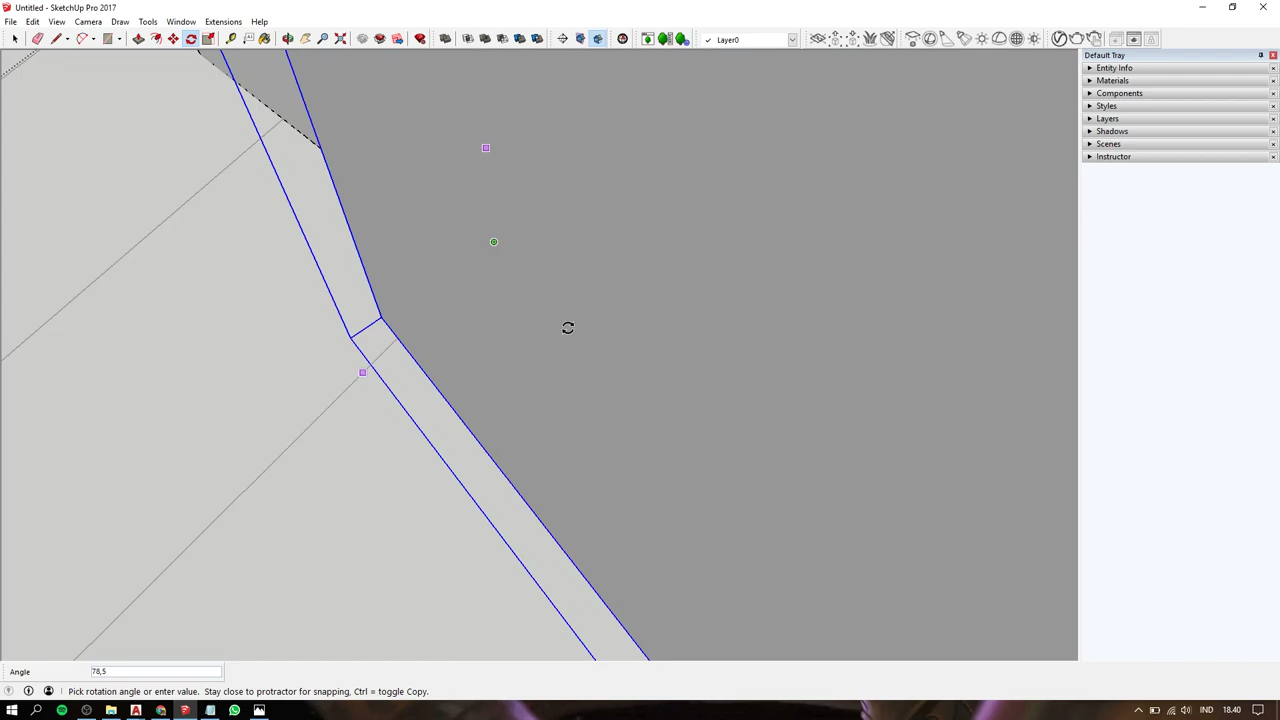 Untitled - SketchUp Pro 2017
File Edit View Camera Draw Tools Window Extensions Help
✓ Layer0
Default Tray
Entity Info
Materials
Components
Styles
Layers
Shadows
Scenes
Instructor
Angle 78,5
Pick rotation angle or enter value. Stay close to protractor for snapping, Ctrl = toggle Copy.
IND 18.40